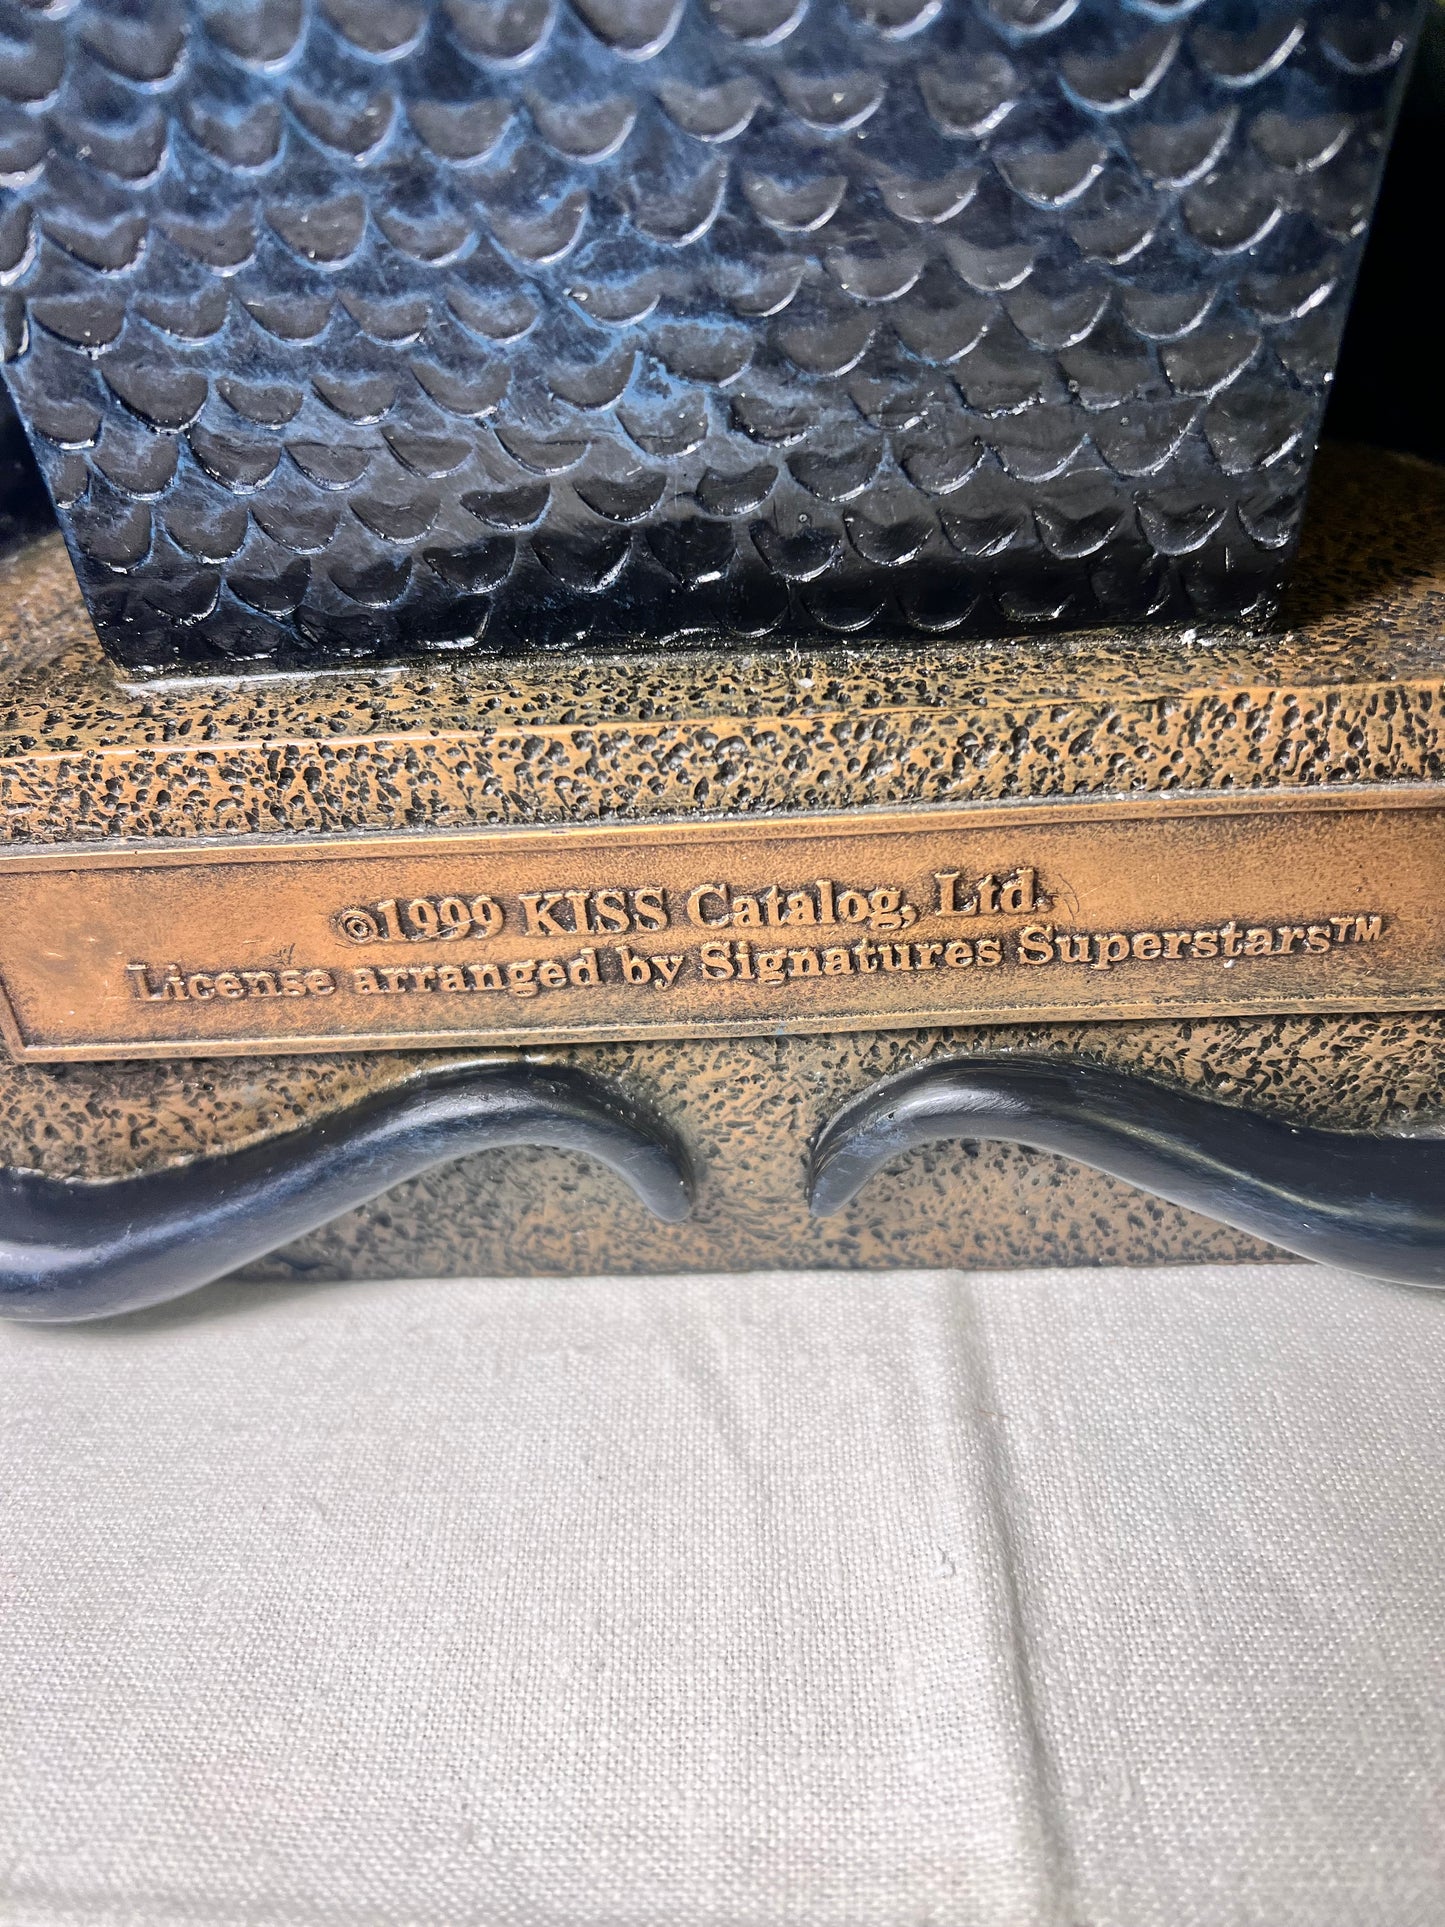 ©1999 KISS Catalog, Ltd.
License arranged by Signatures Superstars™